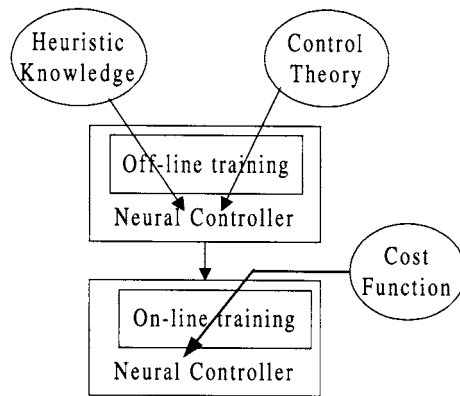 Heuristic
Knowledge
Control
Theory
Off-line training
Neural Controller
Cost
Function
On-line training
Neural Controller